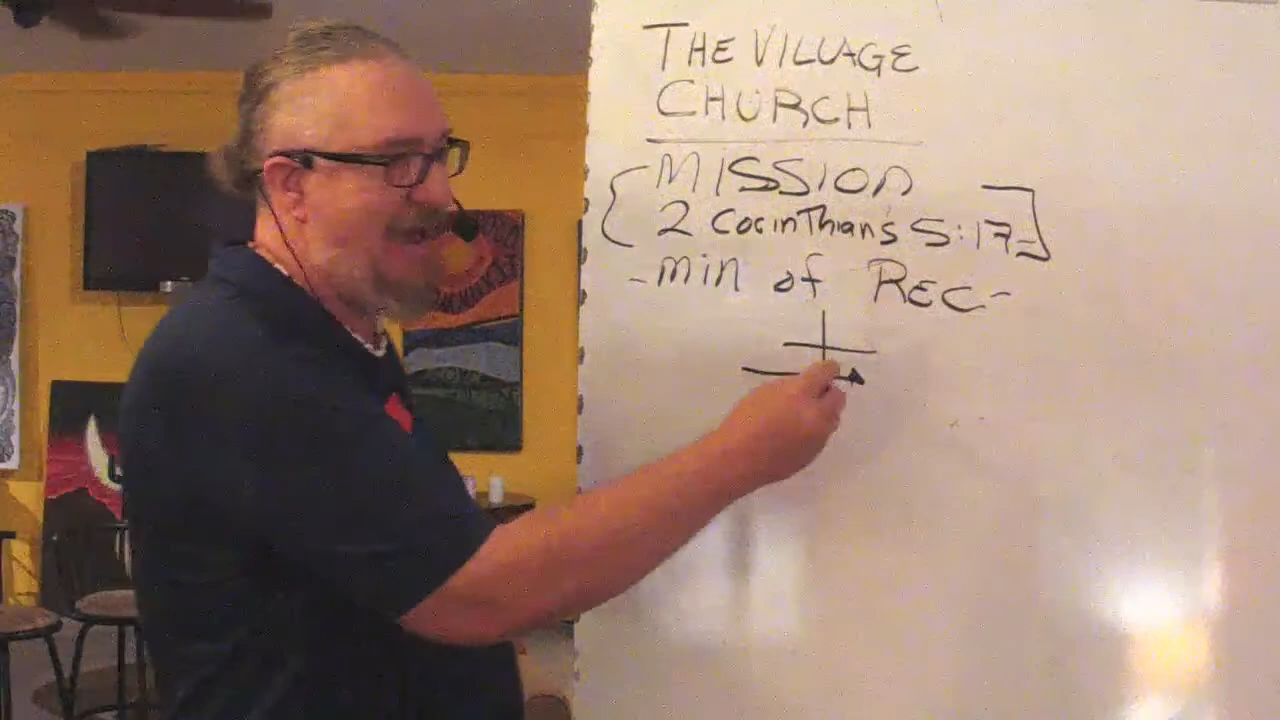 THE VILLAGE
CHURCH
MISSION
2 Corinthians 5:17-
- min of REC-